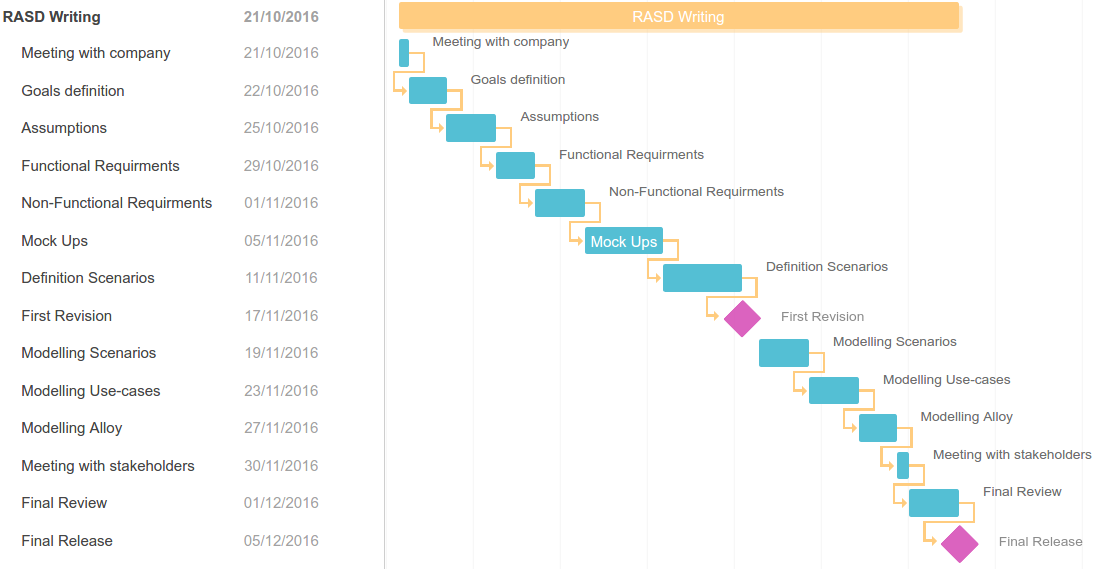 RASD Writing 21/10/2016 RASD Writing
Meeting with company 21/10/2016 Meeting with company
Goals definition 22/10/2016 Goals definition
Assumptions 25/10/2016 Assumptions
Functional Requirments 29/10/2016 Functional Requirments
Non-Functional Requirments 01/11/2016 Non-Functional Requirments
Mock Ups 05/11/2016 Mock Ups
Definition Scenarios 11/11/2016 Definition Scenarios
First Revision 17/11/2016 First Revision
Modelling Scenarios 19/11/2016 Modelling Scenarios
Modelling Use-cases 23/11/2016 Modelling Use-cases
Modelling Alloy 27/11/2016 Modelling Alloy
Meeting with stakeholders 30/11/2016 Meeting with stakeholders
Final Review 01/12/2016 Final Review
Final Release 05/12/2016 Final Release